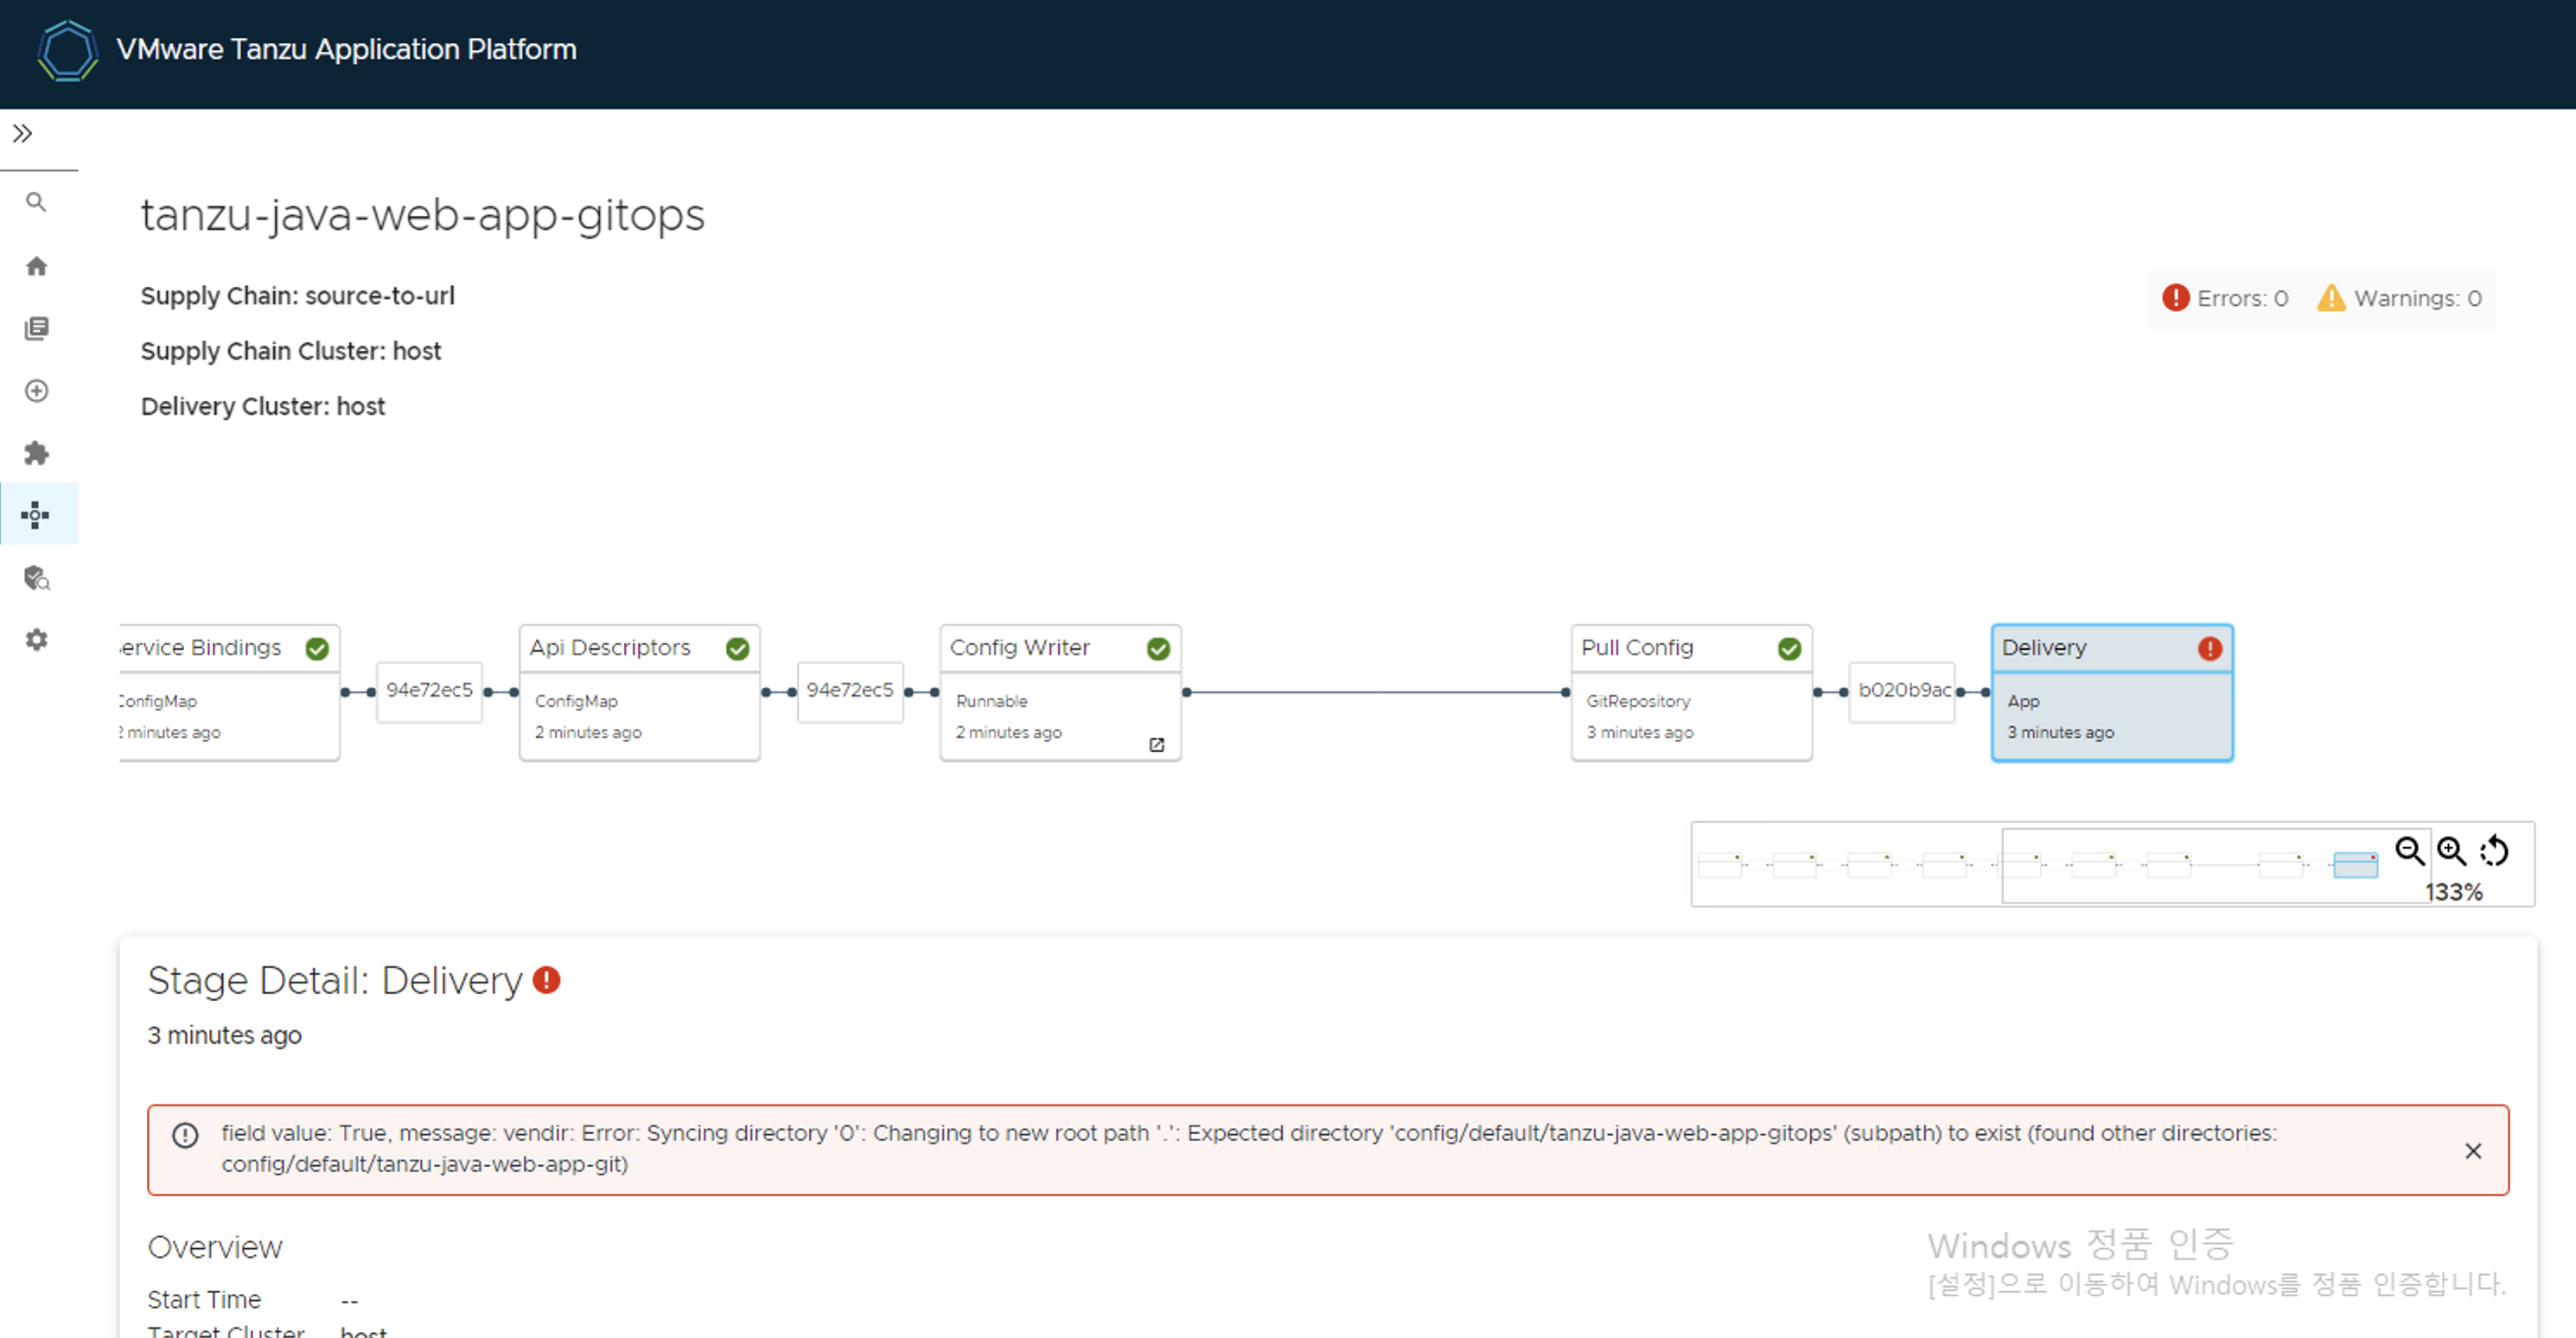 VMware Tanzu Application Platform
tanzu-java-web-app-gitops
Supply Chain: source-to-url
Errors: 0
Warnings: 0
Supply Chain Cluster: host
Delivery Cluster: host
ervice Bindings
ConfigMap
2 minutes ago
94e72ec5
Api Descriptors
ConfigMap
2 minutes ago
94e72ec5
Config Writer
Runnable
2 minutes ago
Pull Config
GitRepository
3 minutes ago
b020b9ac
Delivery
App
3 minutes ago
133%
Stage Detail: Delivery
3 minutes ago
field value: True, message: vendir: Error: Syncing directory '0': Changing to new root path '.': Expected directory 'config/default/tanzu-java-web-app-gitops' (subpath) to exist (found other directories:
config/default/tanzu-java-web-app-git)
Overview
Start Time --
Target Cluster host
Windows 정품 인증
[설정]으로 이동하여 Windows를 정품 인증합니다.